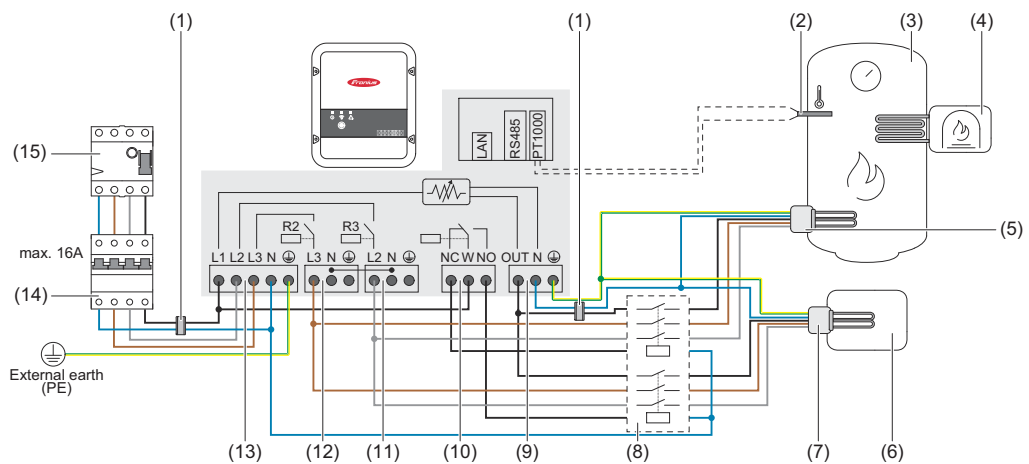 (1)
(1)
(2)
(3)
(4)
Fronius
LAN
RS485
PT1000
(15)
R2
R3
(5)
max. 16A
L1 L2 L3 N
L3 N
L2 N
NC W NO
OUT N
(14)
External earth
(PE)
(13)
(12)
(11)
(10)
(9)
(8)
(7)
(6)